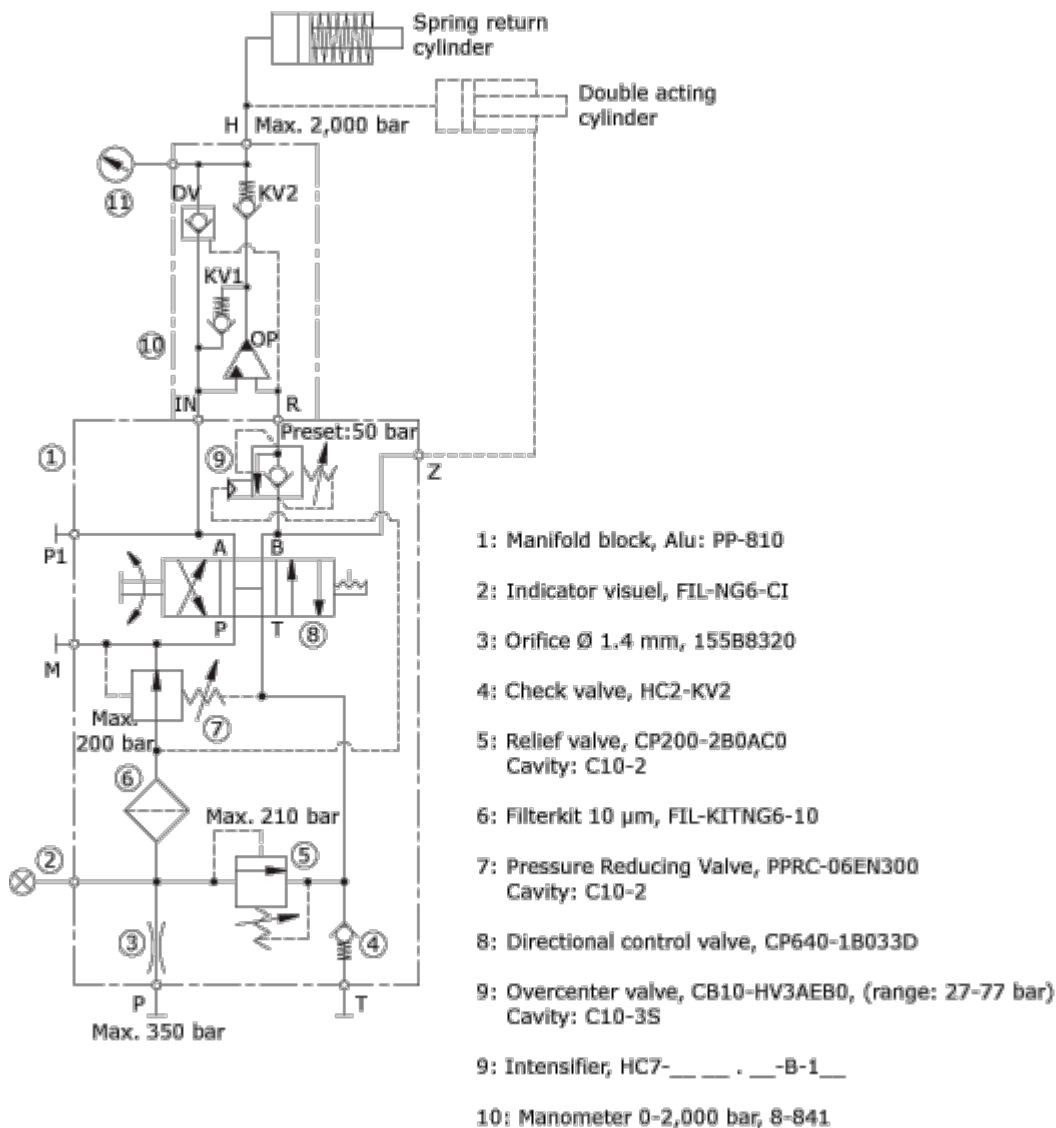 Spring return
cylinder
Double acting
cylinder
H
Max. 2,000 bar
11
DV
KV2
KV1
10
OP
IN
R
Preset:50 bar
1
9
Z
P1
A
B
P
T
8
M
7
Max.
200 bar
6
Max. 210 bar
5
2
3
4
P
T
Max. 350 bar
1: Manifold block, Alu: PP-810
2: Indicator visuel, FIL-NG6-CI
3: Orifice Ø 1.4 mm, 155B8320
4: Check valve, HC2-KV2
5: Relief valve, CP200-2B0AC0
Cavity: C10-2
6: Filterkit 10 µm, FIL-KITNG6-10
7: Pressure Reducing Valve, PPRC-06EN300
Cavity: C10-2
8: Directional control valve, CP640-1B033D
9: Overcenter valve, CB10-HV3AEB0, (range: 27-77 bar)
Cavity: C10-3S
9: Intensifier, HC7-__ __ . __-B-1__
10: Manometer 0-2,000 bar, 8-841